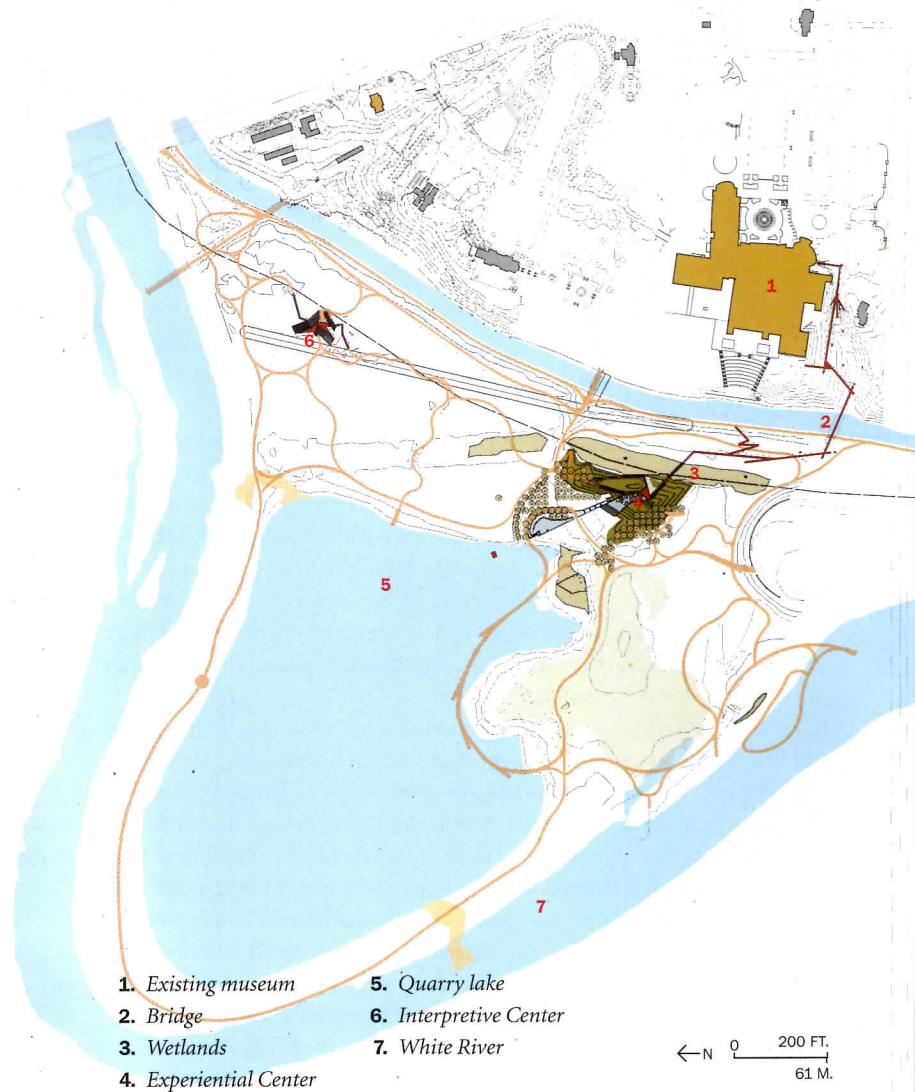 1
2
3
4
5
6
7
1. Existing museum
2. Bridge
3. Wetlands
4. Experiential Center
5. Quarry lake
6. Interpretive Center
7. White River
←N
0 200 FT.
61 M.